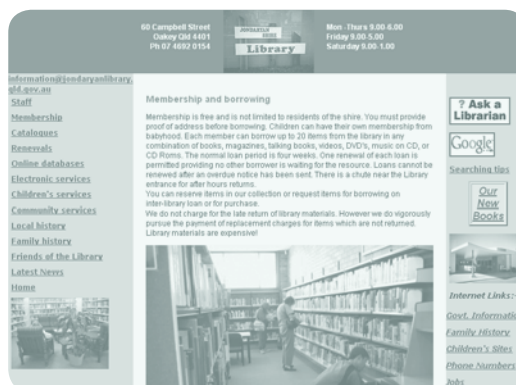 60 Campbell Street
Oakey Qld 4401
Ph 07 4692 0154
JONDARYAN
SHIRE
Library
Mon -Thurs 9.00-6.00
Friday 9.00-5.00
Saturday 9.00 1.00
information@jondaryanlibrary.
qld.gov.au
Staff
Membership
Catalogues
Renewals
Online databases
Electronic services
Children's services
Community services
Local history
Family history
Friends of the Library
Latest News
Home
Membership and borrowing
Membership is free and is not limited to residents of the shire. You must provide
proof of address before borrowing. Children can have their own membership from
babyhood. Each member can borrow up to 20 items from the library in any
combination of books, magazines, talking books, videos, DVD's, music on CD, or
CD Roms. The normal loan period is four weeks. One renewal of each loan is
permitted providing no other borrower is waiting for the resource. Loans cannot be
renewed after an overdue notice has been sent. There is a chute near the Library
entrance for after hours returns.
You can reserve items in our collection or request items for borrowing on
inter-library loan or for purchase.
We do not charge for the late return of library materials. However we do vigorously
pursue the payment of replacement charges for items which are not returned.
Library materials are expensive!
? Ask a
Librarian
Google
Searching tips
Our
New
Books
Internet Links:-
Govt. Informatio
Family History
Children's Sites
Phone Numbers
Jobs